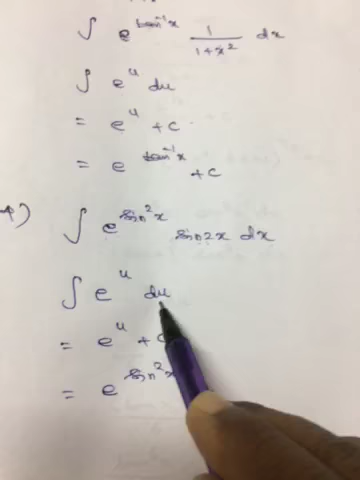 ∫ e^{tan⁻¹x} 1/(1+x²) dx
∫ e^u du
= e^u + c
= e^{tan⁻¹x} + c
4) ∫ e^{sin²x} sin2x dx
∫ e^u du
= e^u + c
= e^{sin²x}